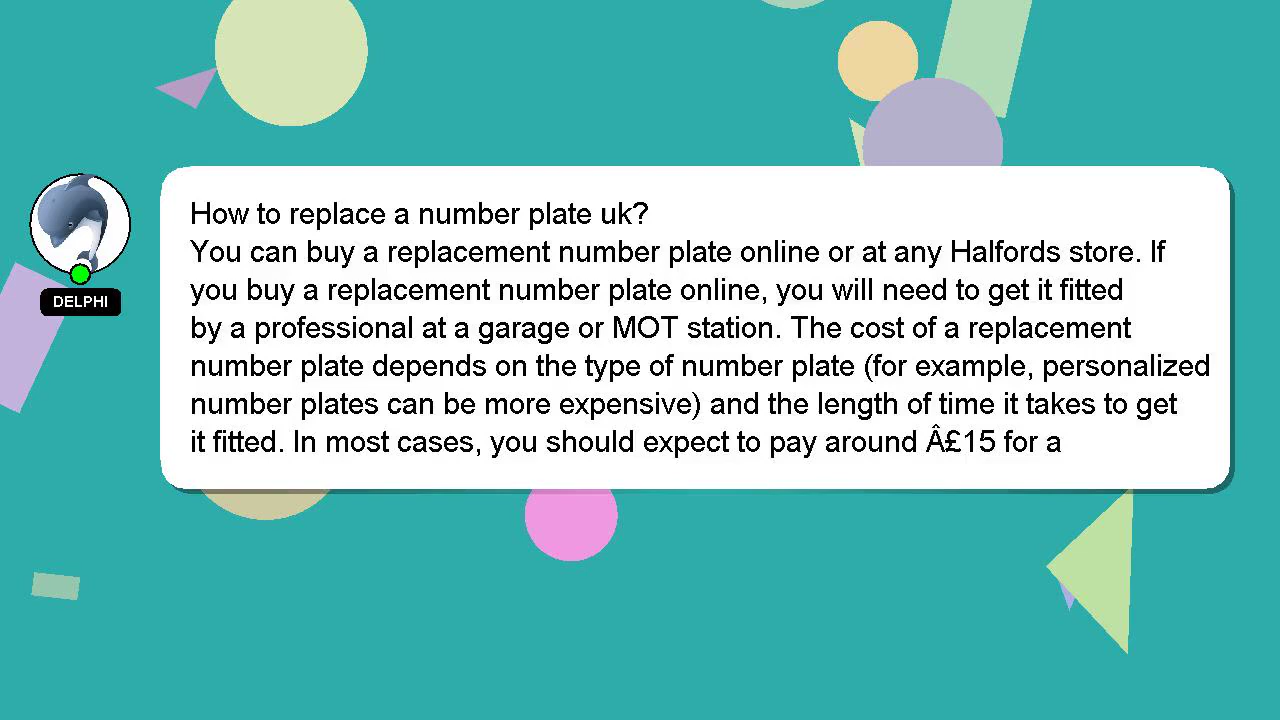 How to replace a number plate uk?
You can buy a replacement number plate online or at any Halfords store. If
you buy a replacement number plate online, you will need to get it fitted
by a professional at a garage or MOT station. The cost of a replacement
number plate depends on the type of number plate (for example, personalized
number plates can be more expensive) and the length of time it takes to get
it fitted. In most cases, you should expect to pay around Â£15 for a
DELPHI